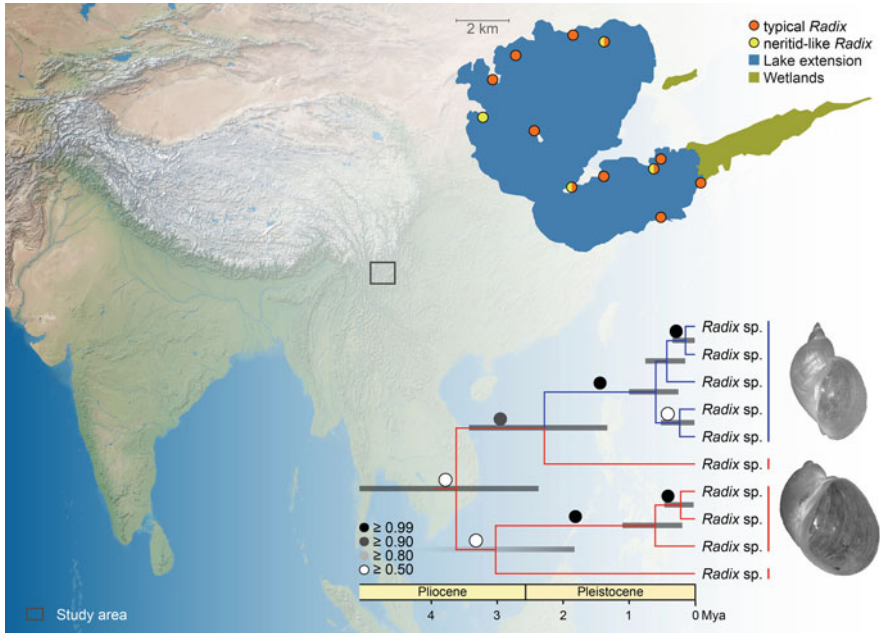 2 km
typical Radix
neritid-like Radix
Lake extension
Wetlands
Radix sp.
Radix sp.
Radix sp.
Radix sp.
Radix sp.
Radix sp.
Radix sp.
Radix sp.
Radix sp.
Radix sp.
≥ 0.99
≥ 0.90
≥ 0.80
≥ 0.50
Pliocene Pleistocene
4 3 2 1 0 Mya
Study area